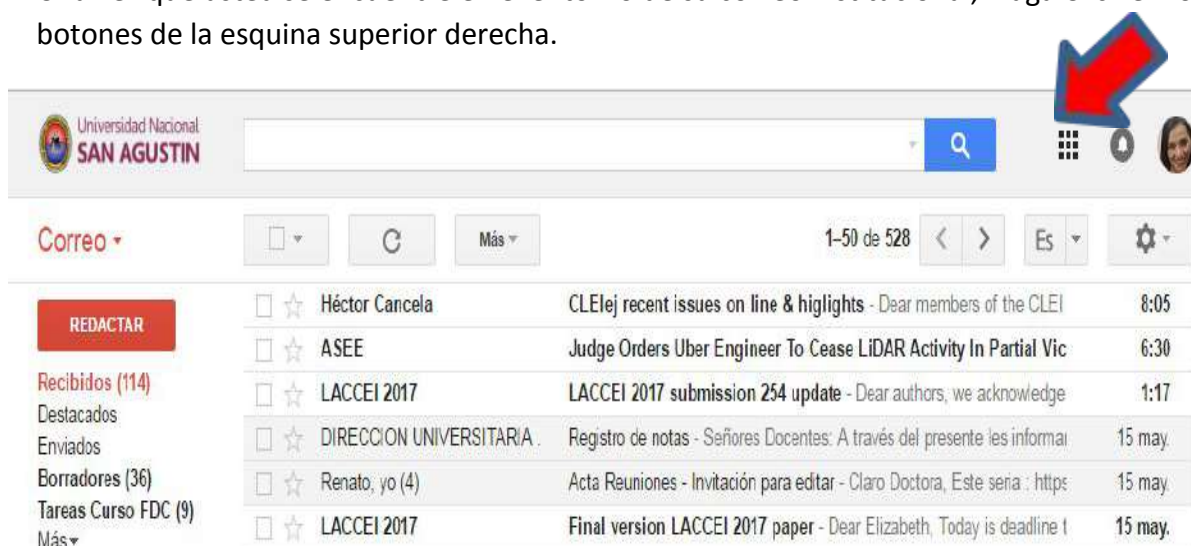 botones de la esquina superior derecha.
Universidad Nacional
SAN AGUSTIN
Correo
Más
1–50 de 528
Es
REDACTAR
Héctor Cancela CLEIej recent issues on line & higlights - Dear members of the CLEI 8:05
ASEE Judge Orders Uber Engineer To Cease LiDAR Activity In Partial Vic 6:30
Recibidos (114)
LACCEI 2017 LACCEI 2017 submission 254 update - Dear authors, we acknowledge 1:17
Destacados
DIRECCION UNIVERSITARIA . Registro de notas - Señores Docentes: A través del presente les informar 15 may.
Enviados
Borradores (36)
Renato, yo (4) Acta Reuniones - Invitación para editar - Claro Doctora, Este seria : https 15 may.
Tareas Curso FDC (9)
LACCEI 2017 Final version LACCEI 2017 paper - Dear Elizabeth, Today is deadline t 15 may.
Más